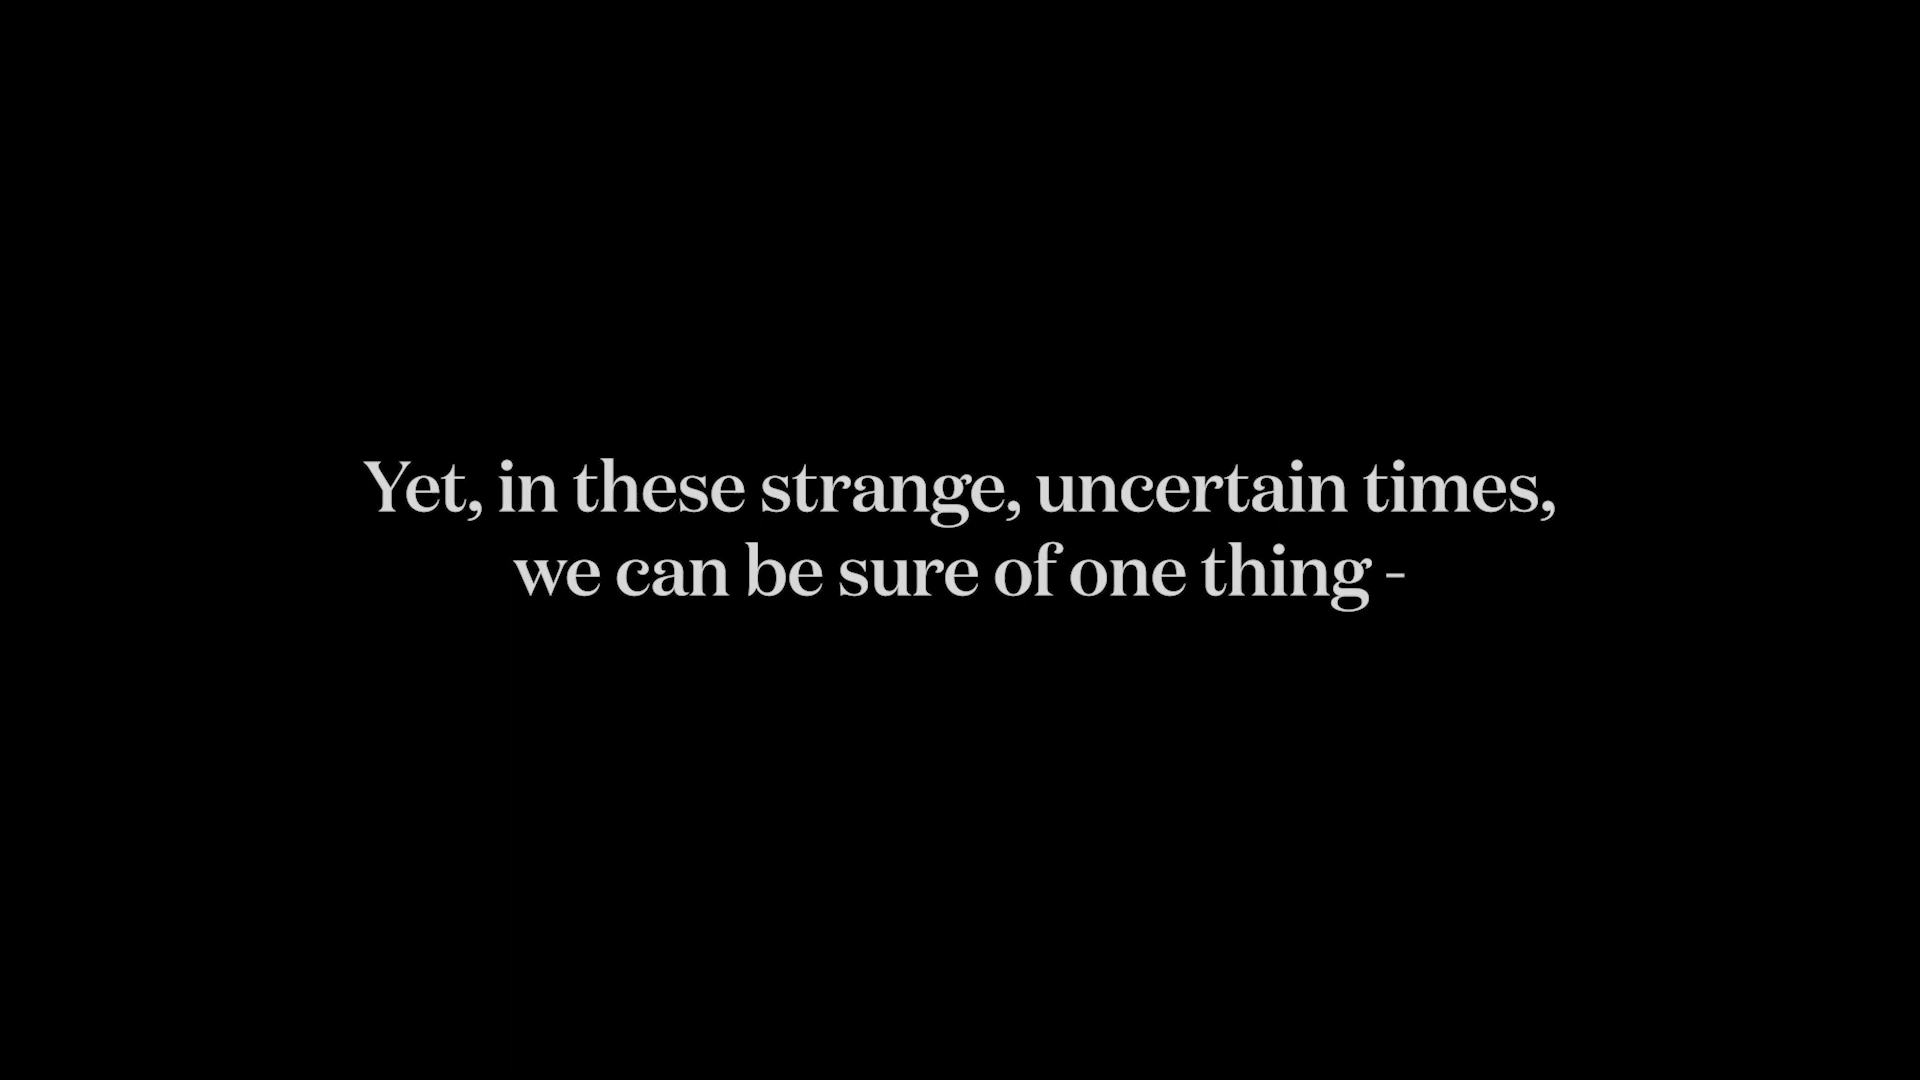 Yet, in these strange, uncertain times,
we can be sure of one thing -